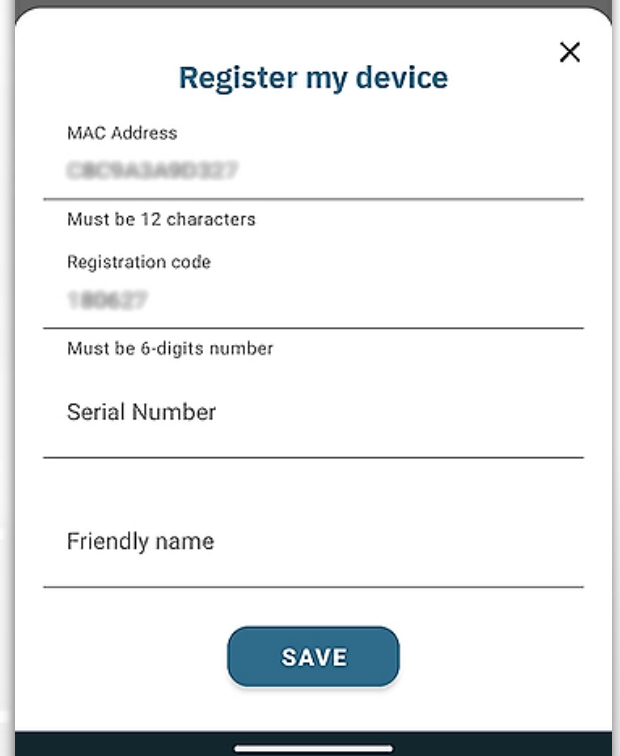 Register my device
MAC Address
Must be 12 characters
Registration code
Must be 6-digits number
Serial Number
Friendly name
SAVE